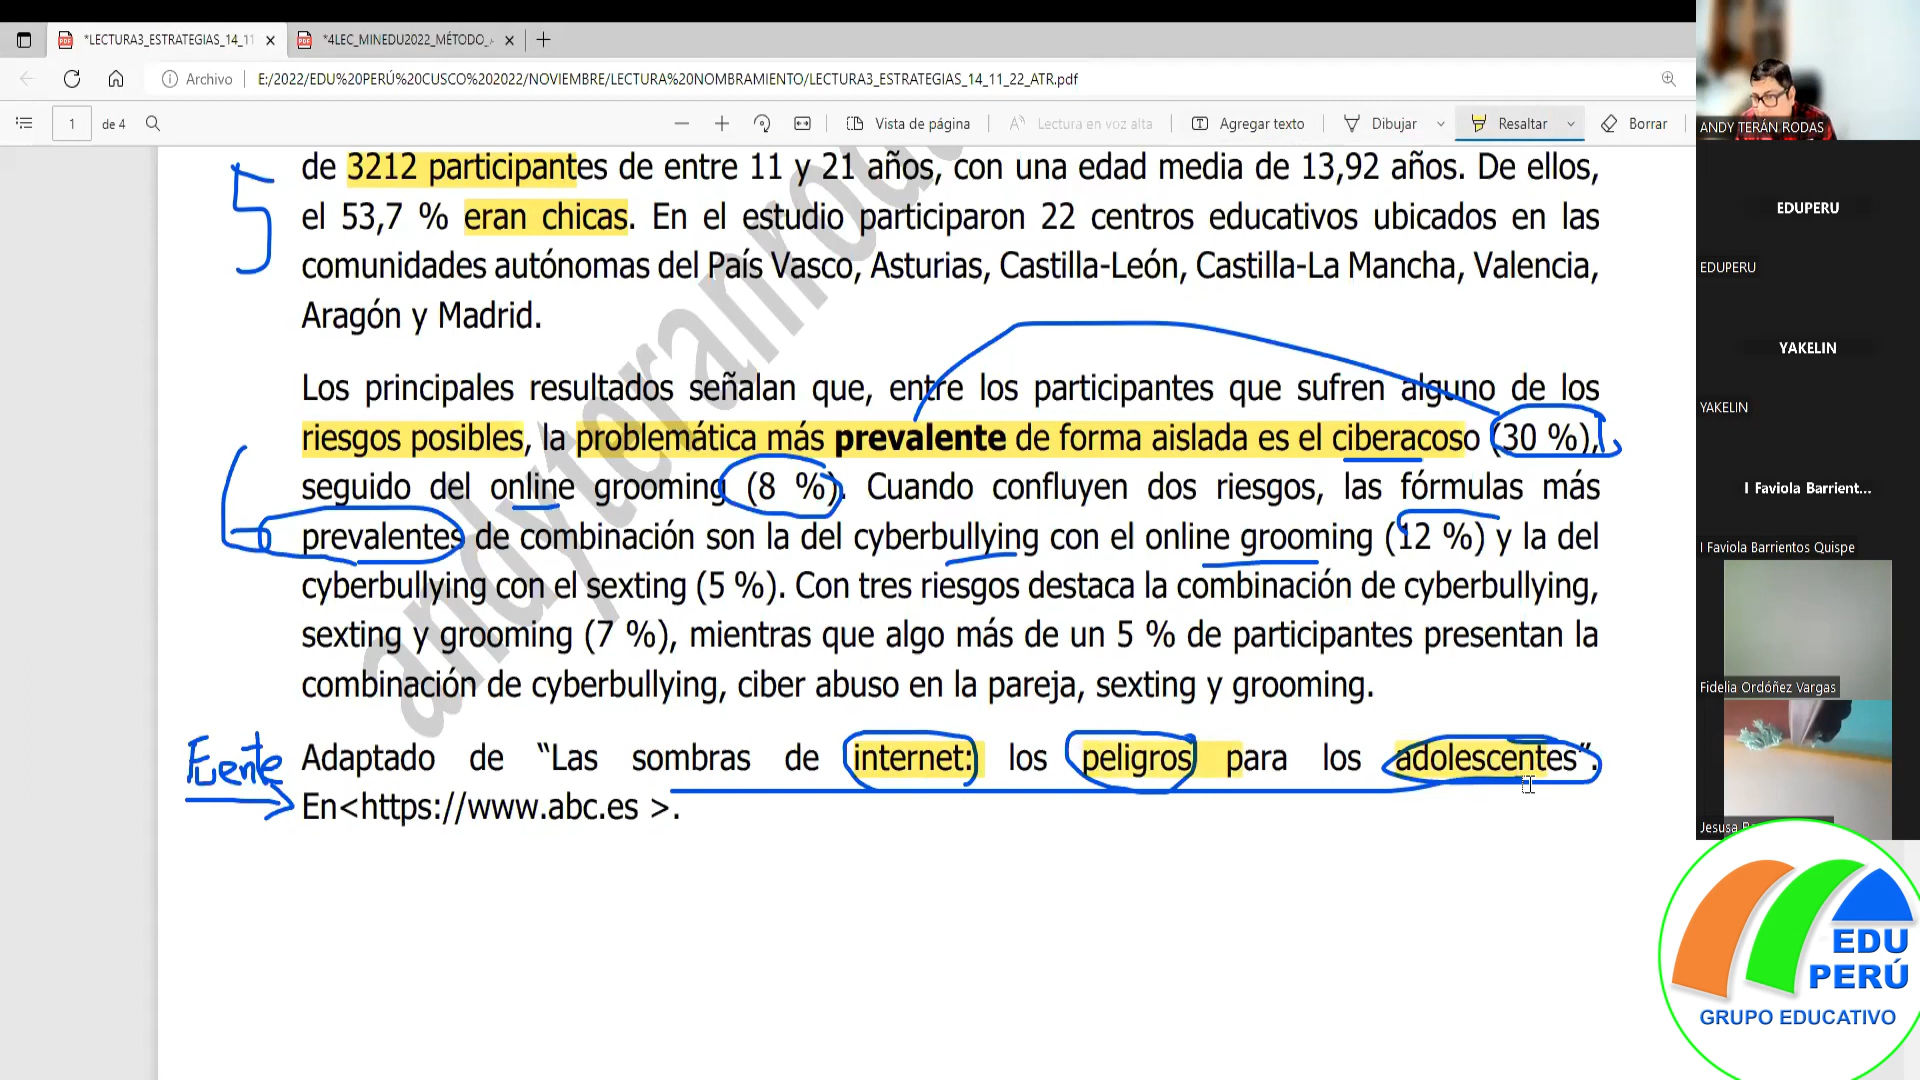 *LECTURA3_ESTRATEGIAS_14_11
*4LEC_MINEDU2022_MÉTODO_
Archivo
E:/2022/EDU%20PERÚ%20CUSCO%202022/NOVIEMBRE/LECTURA%20NOMBRAMIENTO/LECTURA3_ESTRATEGIAS_14_11_22_ATR.pdf
1 de 4
Vista de página
Lectura en voz alta
Agregar texto
Dibujar
Resaltar
Borrar
5
de 3212 participantes de entre 11 y 21 años, con una edad media de 13,92 años. De ellos,
el 53,7 % eran chicas. En el estudio participaron 22 centros educativos ubicados en las
comunidades autónomas del País Vasco, Asturias, Castilla-León, Castilla-La Mancha, Valencia,
Aragón y Madrid.
Los principales resultados señalan que, entre los participantes que sufren alguno de los
riesgos posibles, la problemática más prevalente de forma aislada es el ciberacoso (30 %),
seguido del online grooming (8 %). Cuando confluyen dos riesgos, las fórmulas más
prevalentes de combinación son la del cyberbullying con el online grooming (12 %) y la del
cyberbullying con el sexting (5 %). Con tres riesgos destaca la combinación de cyberbullying,
sexting y grooming (7 %), mientras que algo más de un 5 % de participantes presentan la
combinación de cyberbullying, ciber abuso en la pareja, sexting y grooming.
Fuente
Adaptado de “Las sombras de internet: los peligros para los adolescentes”.
En<https://www.abc.es >.
ANDY TERÁN RODAS
EDUPERU
EDUPERU
YAKELIN
YAKELIN
I Faviola Barrient...
I Faviola Barrientos Quispe
Fidelia Ordóñez Vargas
Jesusa
EDU
PERÚ
GRUPO EDUCATIVO